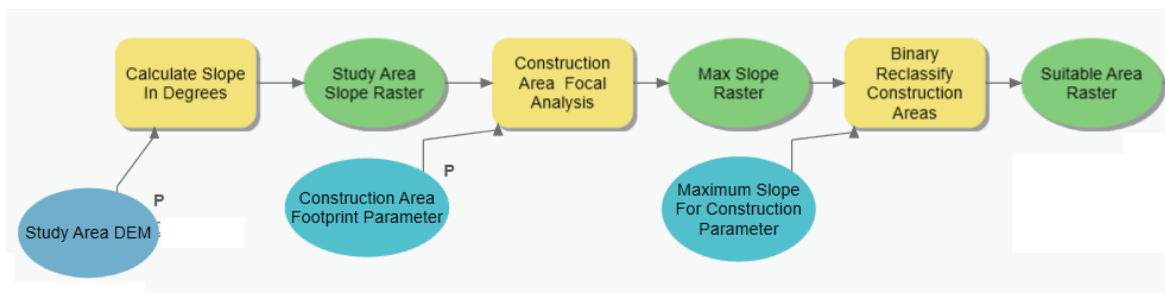 Calculate Slope
In Degrees
Study Area
Slope Raster
Construction
Area Focal
Analysis
Max Slope
Raster
Binary
Reclassify
Construction
Areas
Suitable Area
Raster
P
Study Area DEM
P
Construction Area
Footprint Parameter
Maximum Slope
For Construction
Parameter